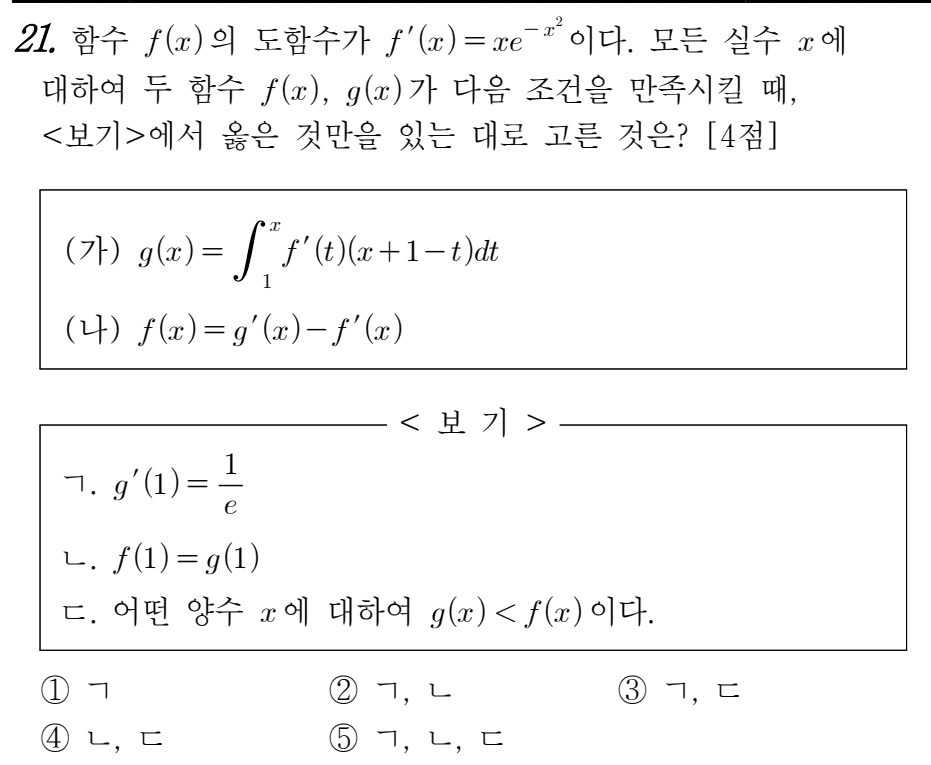 21. 함수 f(x)의 도함수가 f′(x)=xe^{-x^2}이다. 모든 실수 x에
대하여 두 함수 f(x), g(x)가 다음 조건을 만족시킬 때,
<보기>에서 옳은 것만을 있는 대로 고른 것은? [4점]
(가) g(x)=∫_1^x f′(t)(x+1-t)dt
(나) f(x)=g′(x)-f′(x)
< 보 기 >
ㄱ. g′(1)=1/e
ㄴ. f(1)=g(1)
ㄷ. 어떤 양수 x에 대하여 g(x)<f(x)이다.
① ㄱ ② ㄱ, ㄴ ③ ㄱ, ㄷ
④ ㄴ, ㄷ ⑤ ㄱ, ㄴ, ㄷ